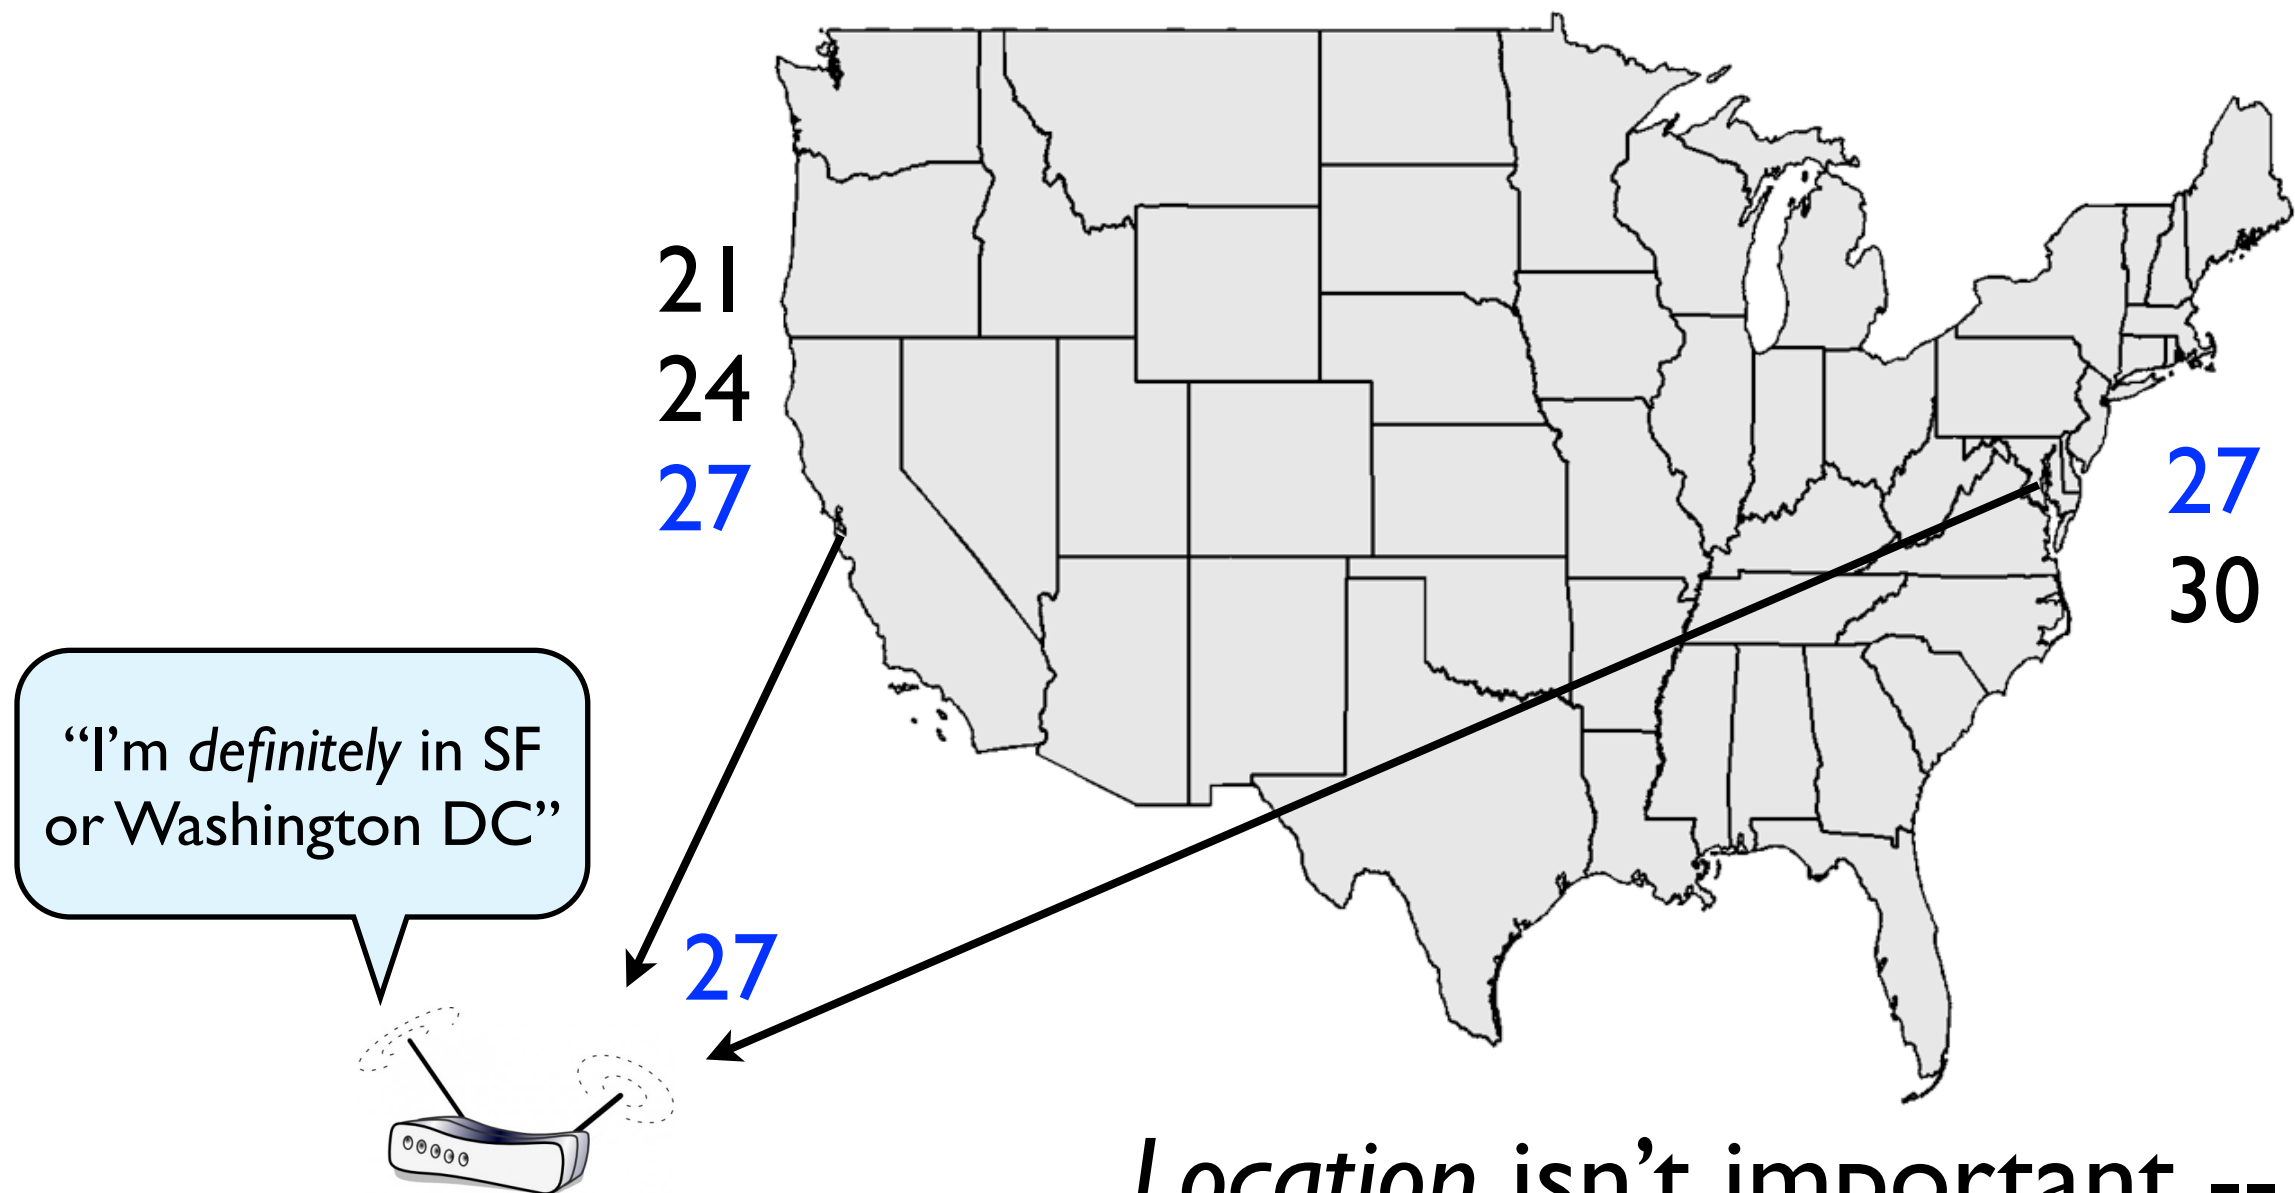 21
24
27
27
30
“I’m definitely in SF
or Washington DC”
27
Location isn’t important --